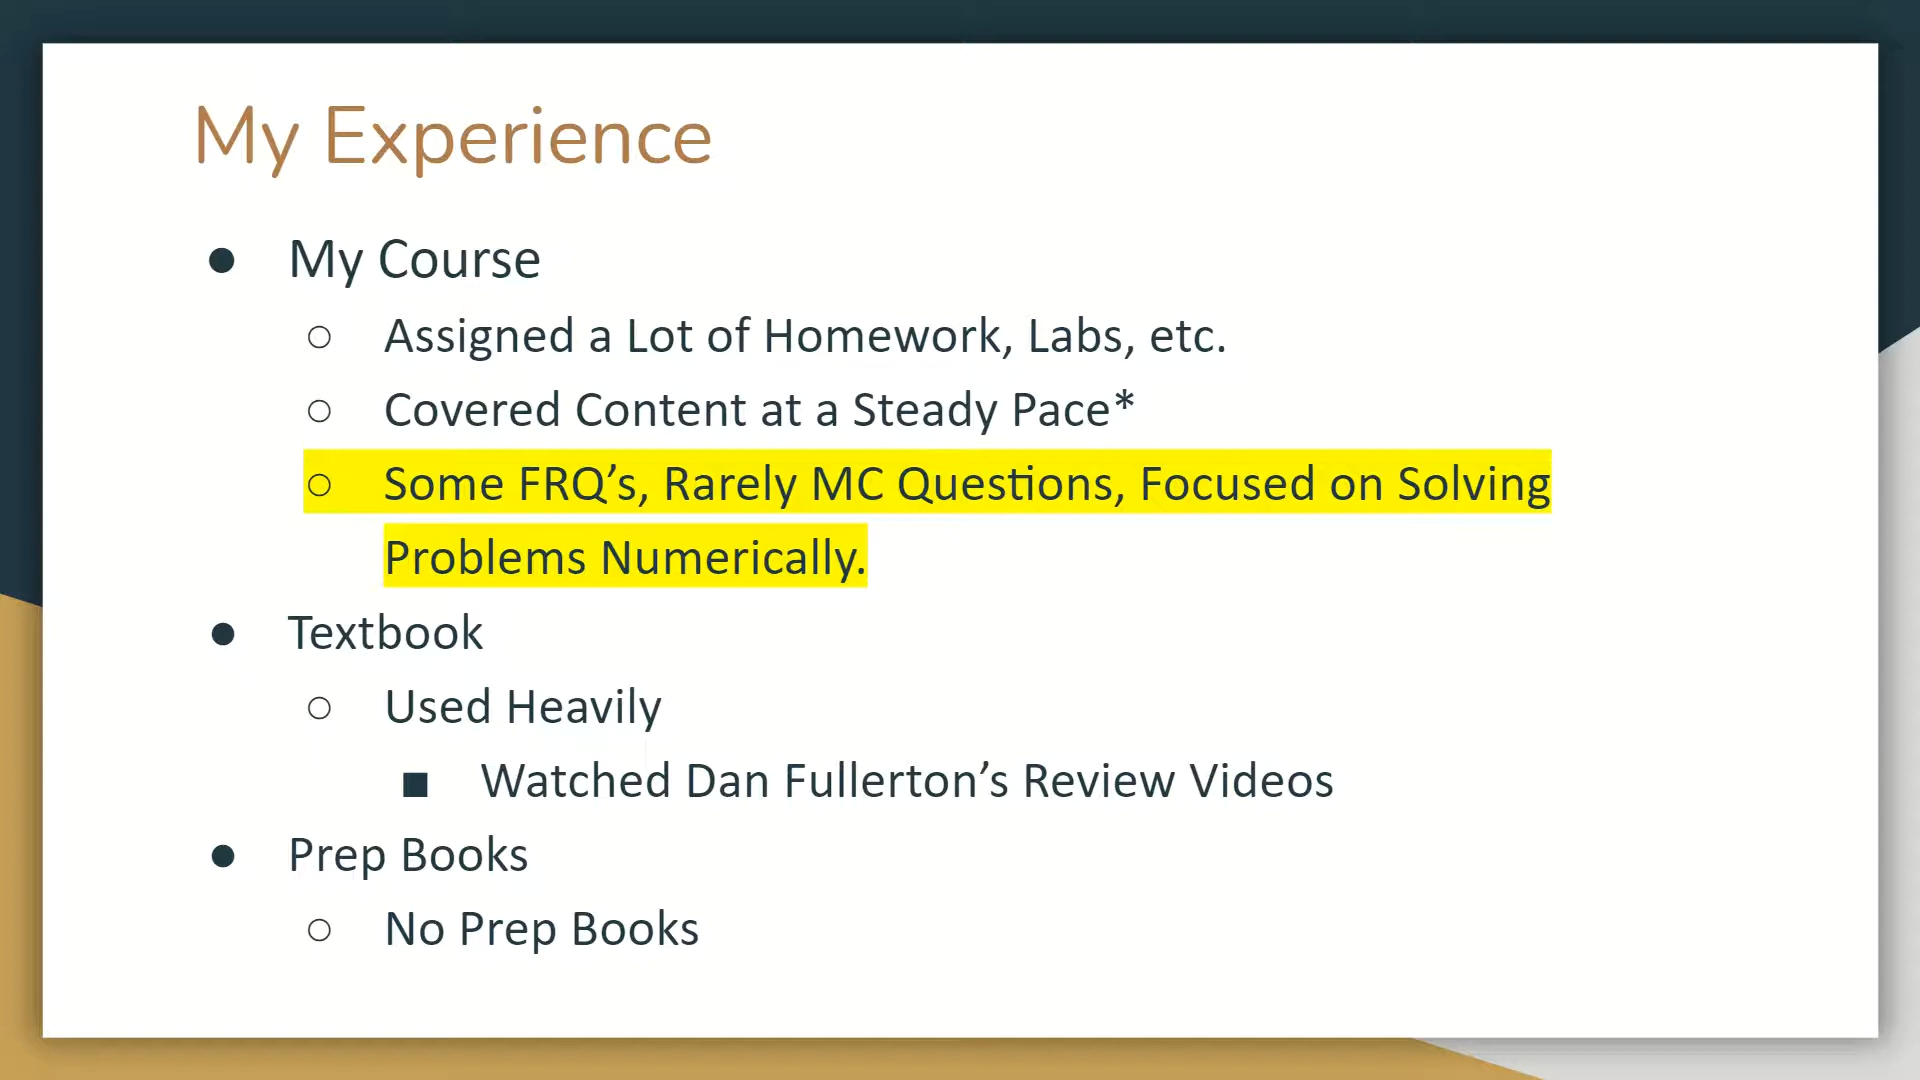 My Experience
● My Course
○ Assigned a Lot of Homework, Labs, etc.
○ Covered Content at a Steady Pace*
○ Some FRQ’s, Rarely MC Questions, Focused on Solving
Problems Numerically.
● Textbook
○ Used Heavily
■ Watched Dan Fullerton’s Review Videos
● Prep Books
○ No Prep Books